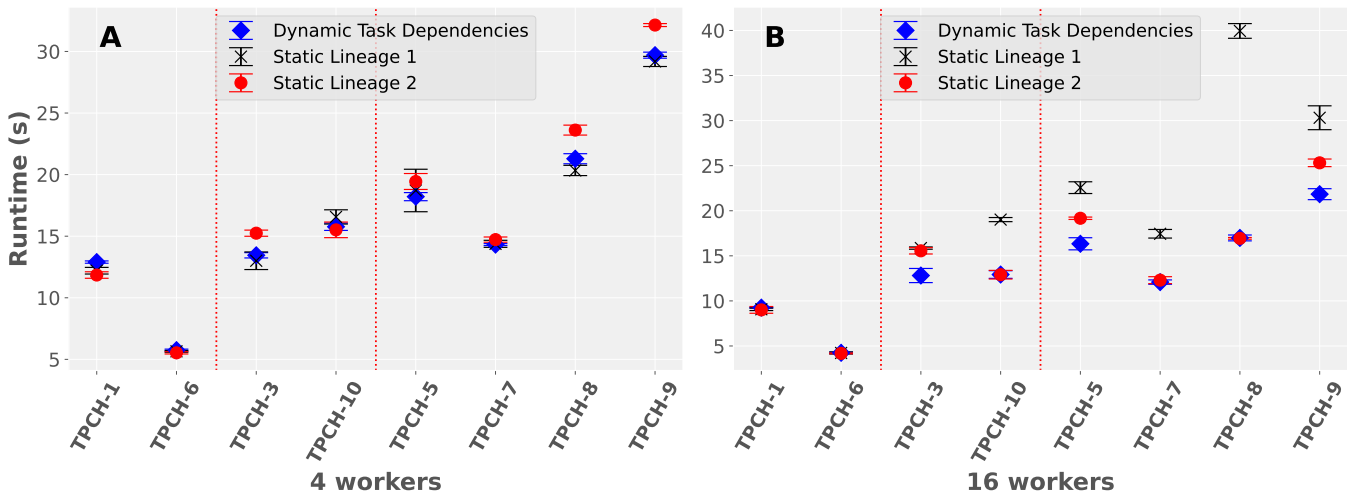 A
Dynamic Task Dependencies
Static Lineage 1
Static Lineage 2
Runtime (s)
30
25
20
15
10
5
TPCH-1
TPCH-6
TPCH-3
TPCH-10
TPCH-5
TPCH-7
TPCH-8
TPCH-9
4 workers
B
Dynamic Task Dependencies
Static Lineage 1
Static Lineage 2
40
35
30
25
20
15
10
5
TPCH-1
TPCH-6
TPCH-3
TPCH-10
TPCH-5
TPCH-7
TPCH-8
TPCH-9
16 workers